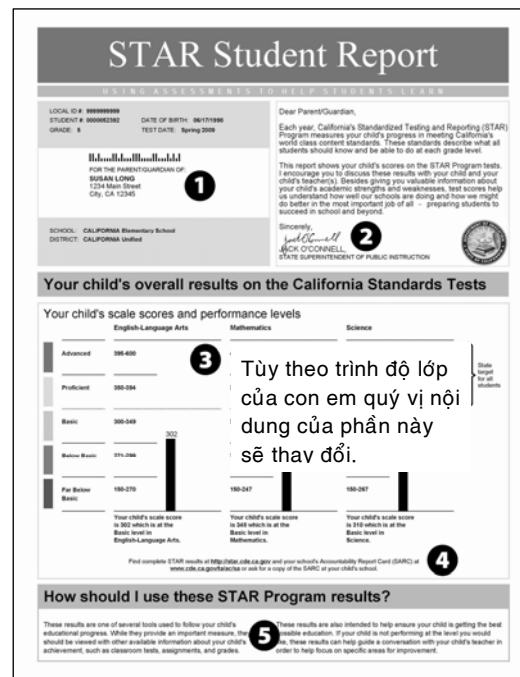 STAR Student Report
USING ASSESSMENTS TO HELP STUDENTS LEARN
LOCAL ID #: 9999999999
STUDENT #: 0000052392 DATE OF BIRTH: 06/17/1996
GRADE: 5 TEST DATE: Spring 2009
FOR THE PARENT/GUARDIAN OF:
SUSAN LONG
1234 Main Street
City, CA 12345
1
SCHOOL: CALIFORNIA Elementary School
DISTRICT: CALIFORNIA Unified
Dear Parent/Guardian,
Each year, California's Standardized Testing and Reporting (STAR)
Program measures your child's progress in meeting California's
world class content standards. These standards describe what all
students should know and be able to do at each grade level.
This report shows your child's scores on the STAR Program tests.
I encourage you to discuss these results with your child and your
child's teacher(s). Besides giving you valuable information about
your child's academic strengths and weaknesses, test scores help
us understand how well our schools are doing and how we might
do better in the most important job of all - preparing students to
succeed in school and beyond.
Sincerely,
Jack O'Connell
2
JACK O'CONNELL,
STATE SUPERINTENDENT OF PUBLIC INSTRUCTION
Your child's overall results on the California Standards Tests
Your child's scale scores and performance levels
English-Language Arts Mathematics Science
Advanced 395-600
3
Proficient 350-394
Basic 300-349
302
Below Basic 271-299
Far Below
Basic
150-270 150-247 150-267
State
target
for all
students
Tùy theo trình độ lớp
của con em quý vị nội
dung của phần này
sẽ thay đổi.
Your child's scale score
is 302 which is at the
Basic level in
English-Language Arts.
Your child's scale score
is 348 which is at the
Basic level in
Mathematics.
Your child's scale score
is 310 which is at the
Basic level in
Science.
4
Find complete STAR results at http://star.cde.ca.gov and your school's Accountability Report Card (SARC) at
www.cde.ca.gov/ta/ac/sa or ask for a copy of the SARC at your child's school.
How should I use these STAR Program results?
These results are one of several tools used to follow your child's
educational progress. While they provide an important measure, they
should be viewed with other available information about your child's
achievement, such as classroom tests, assignments, and grades.
5
These results are also intended to help ensure your child is getting the best
possible education. If your child is not performing at the level you would
like, these results can help guide a conversation with your child's teacher in
order to help focus on specific areas for improvement.